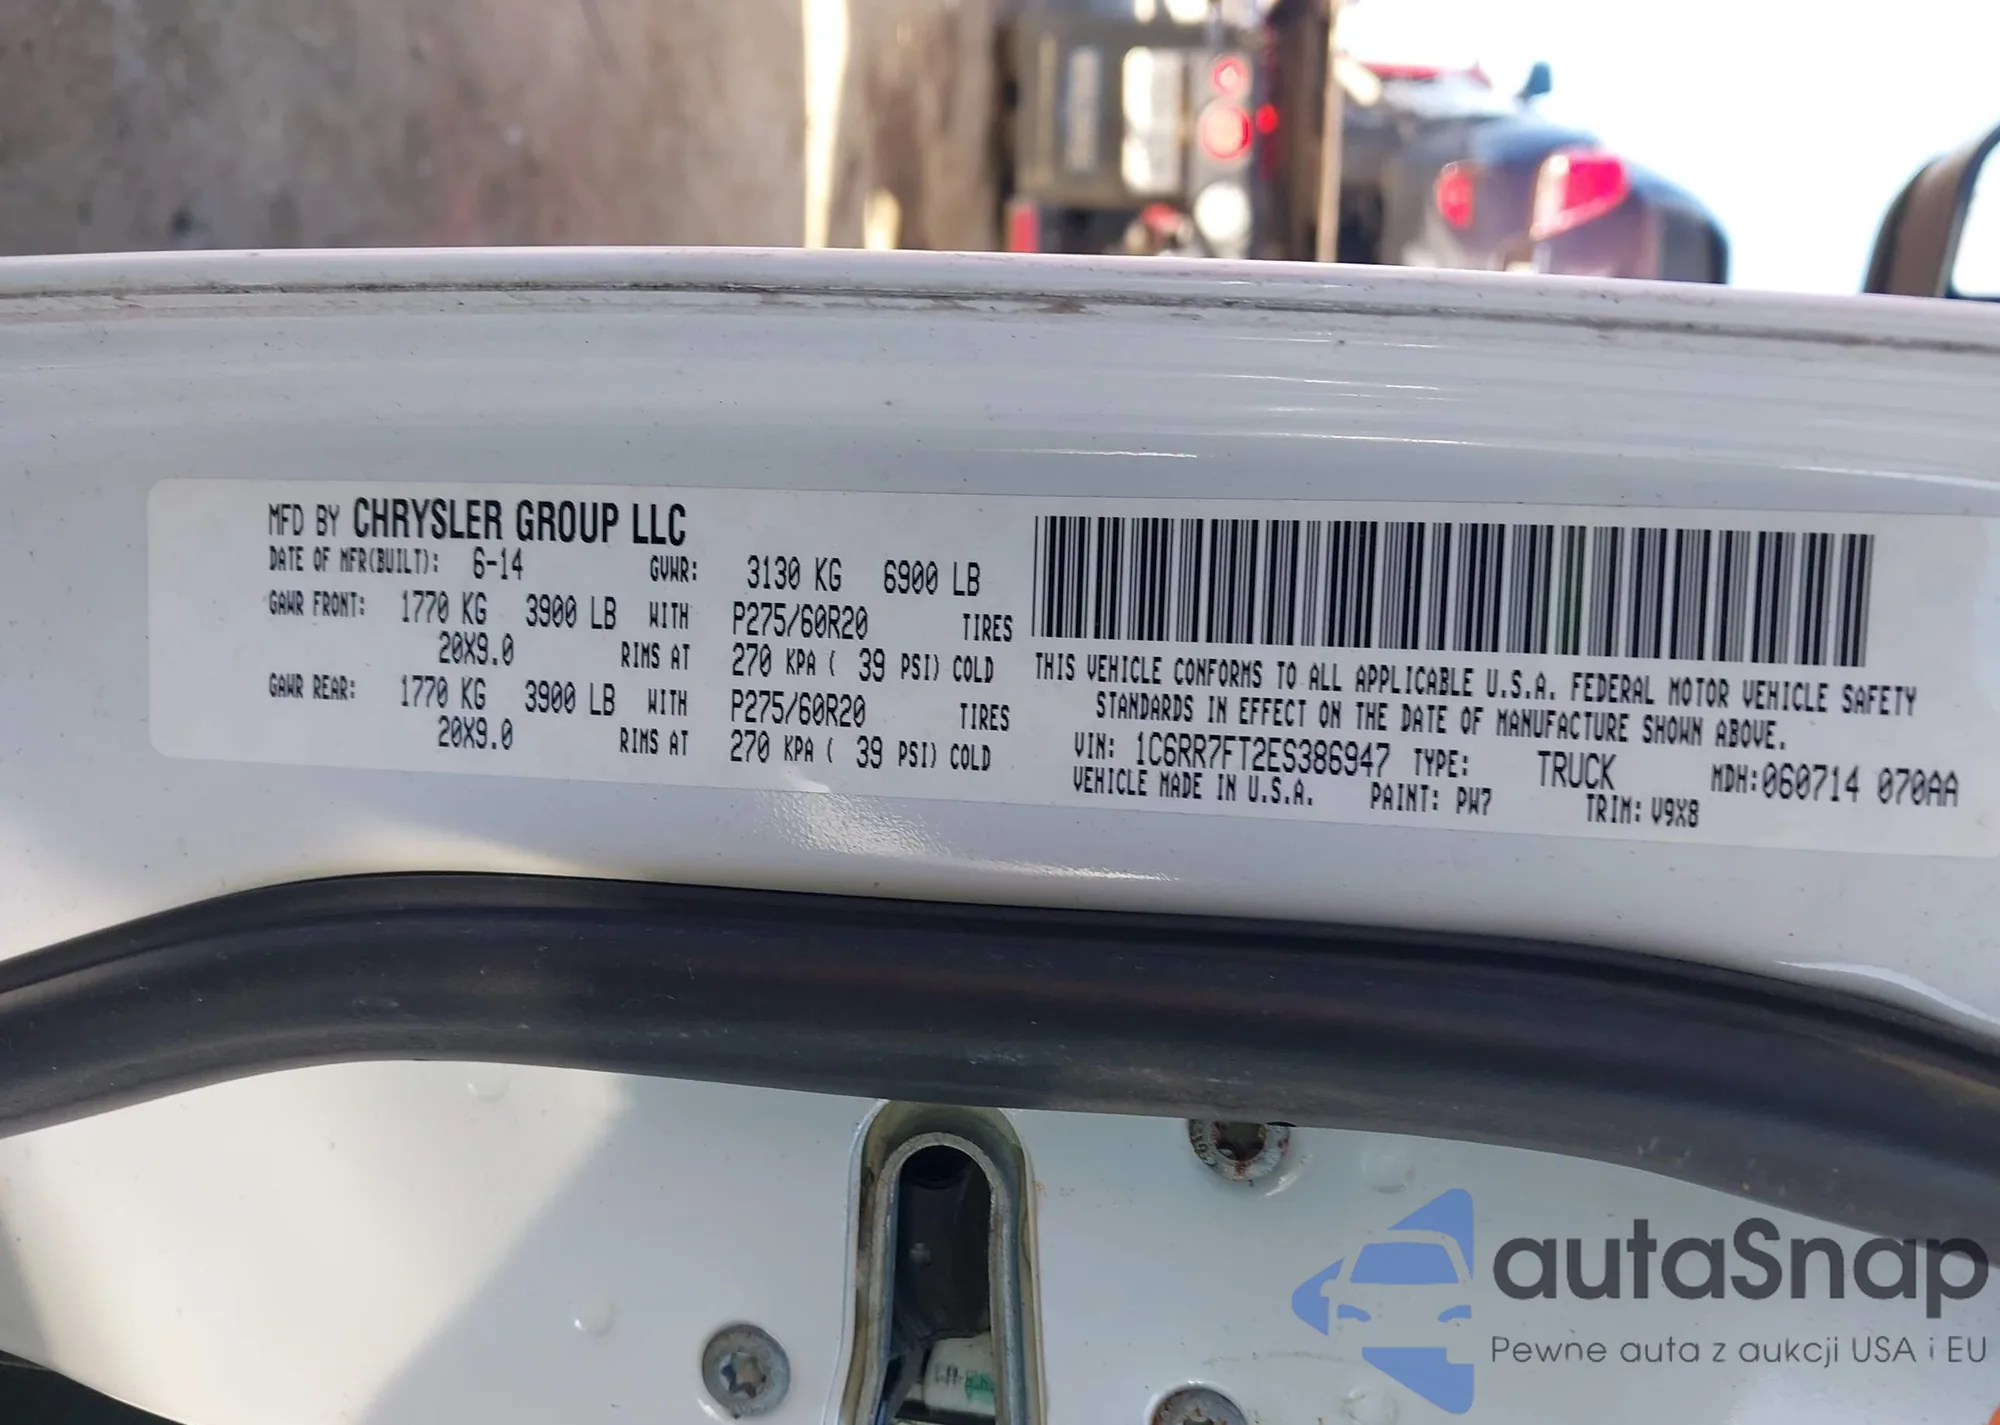 MFD BY CHRYSLER GROUP LLC
DATE OF MFR(BUILT): 6-14 GVWR: 3130 KG 6900 LB
GAWR FRONT: 1770 KG 3900 LB WITH P275/60R20 TIRES
20X9.0 RIMS AT 270 KPA ( 39 PSI) COLD
GAWR REAR: 1770 KG 3900 LB WITH P275/60R20 TIRES
20X9.0 RIMS AT 270 KPA ( 39 PSI) COLD
THIS VEHICLE CONFORMS TO ALL APPLICABLE U.S.A. FEDERAL MOTOR VEHICLE SAFETY
STANDARDS IN EFFECT ON THE DATE OF MANUFACTURE SHOWN ABOVE.
VIN: 1C6RR7FT2ES386947 TYPE: TRUCK MDH:060714 070AA
VEHICLE MADE IN U.S.A. PAINT: PW7 TRIM: V9X8
autaSnap
Pewne auta z aukcji USA i EU